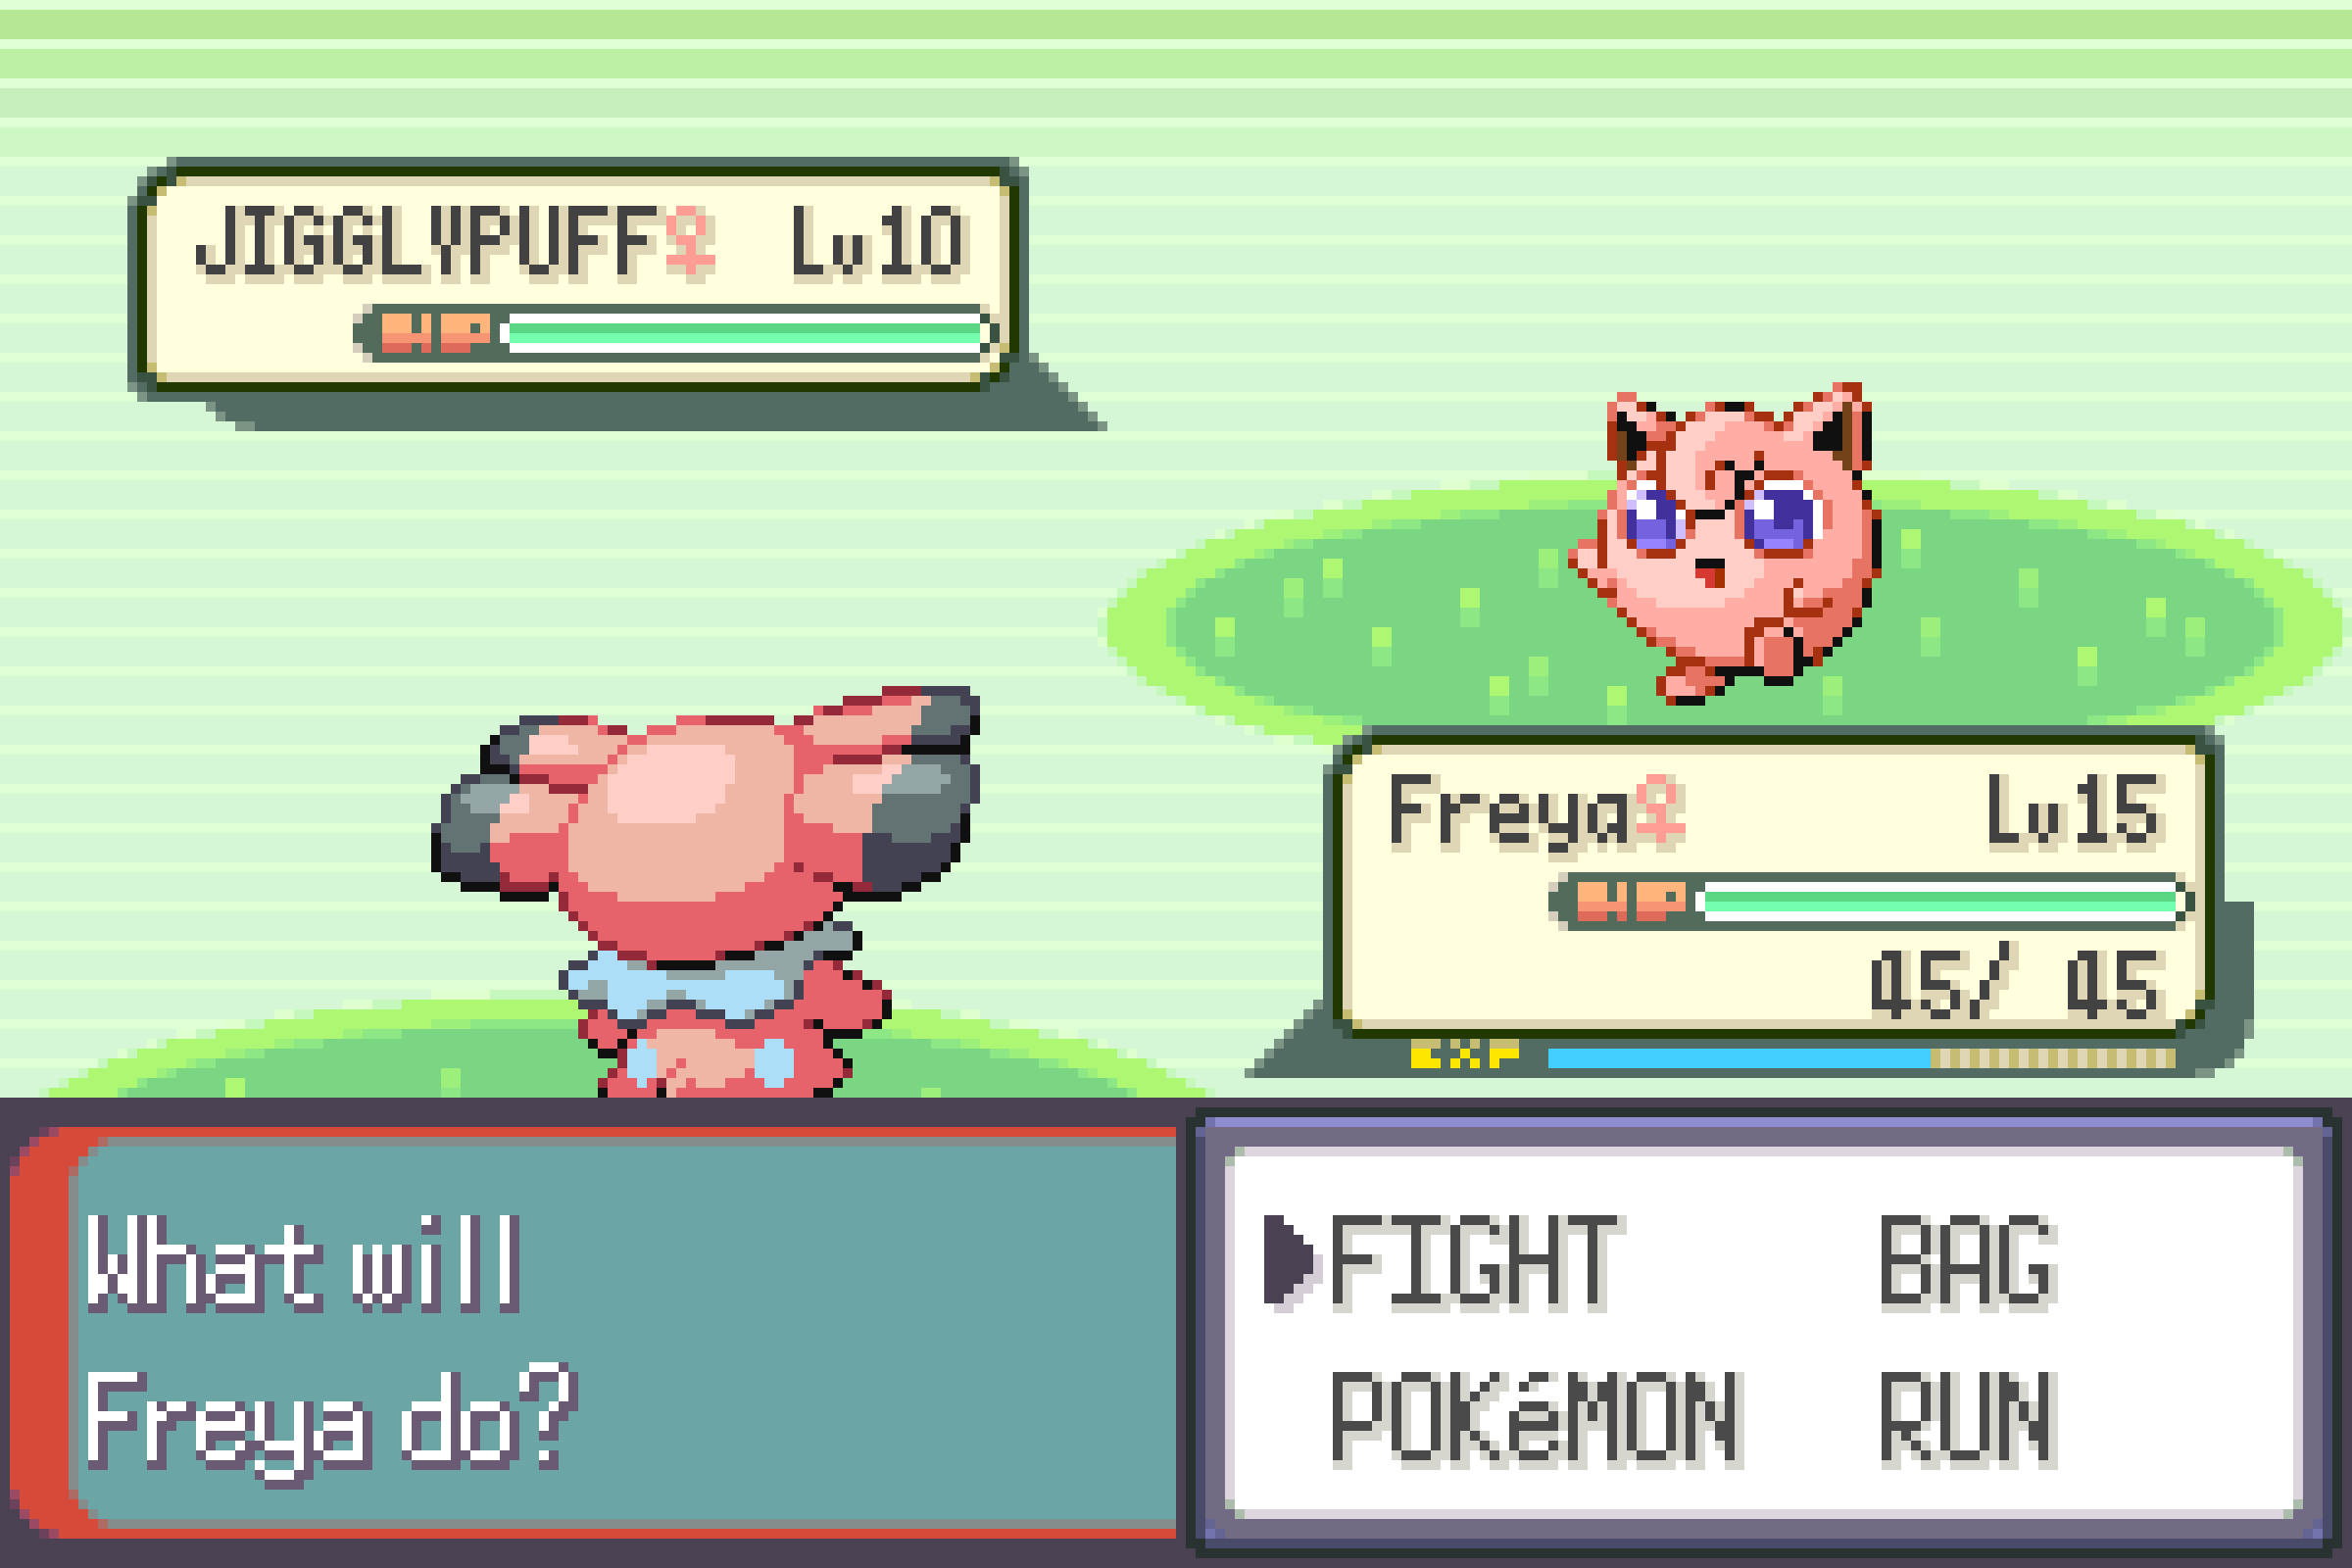 JIGGLYPUFF♀ Lv10
HP
Freya♀ Lv15
HP
45/ 45
EXP
What will
Freya do?
▶FIGHT BAG
POKéMON RUN